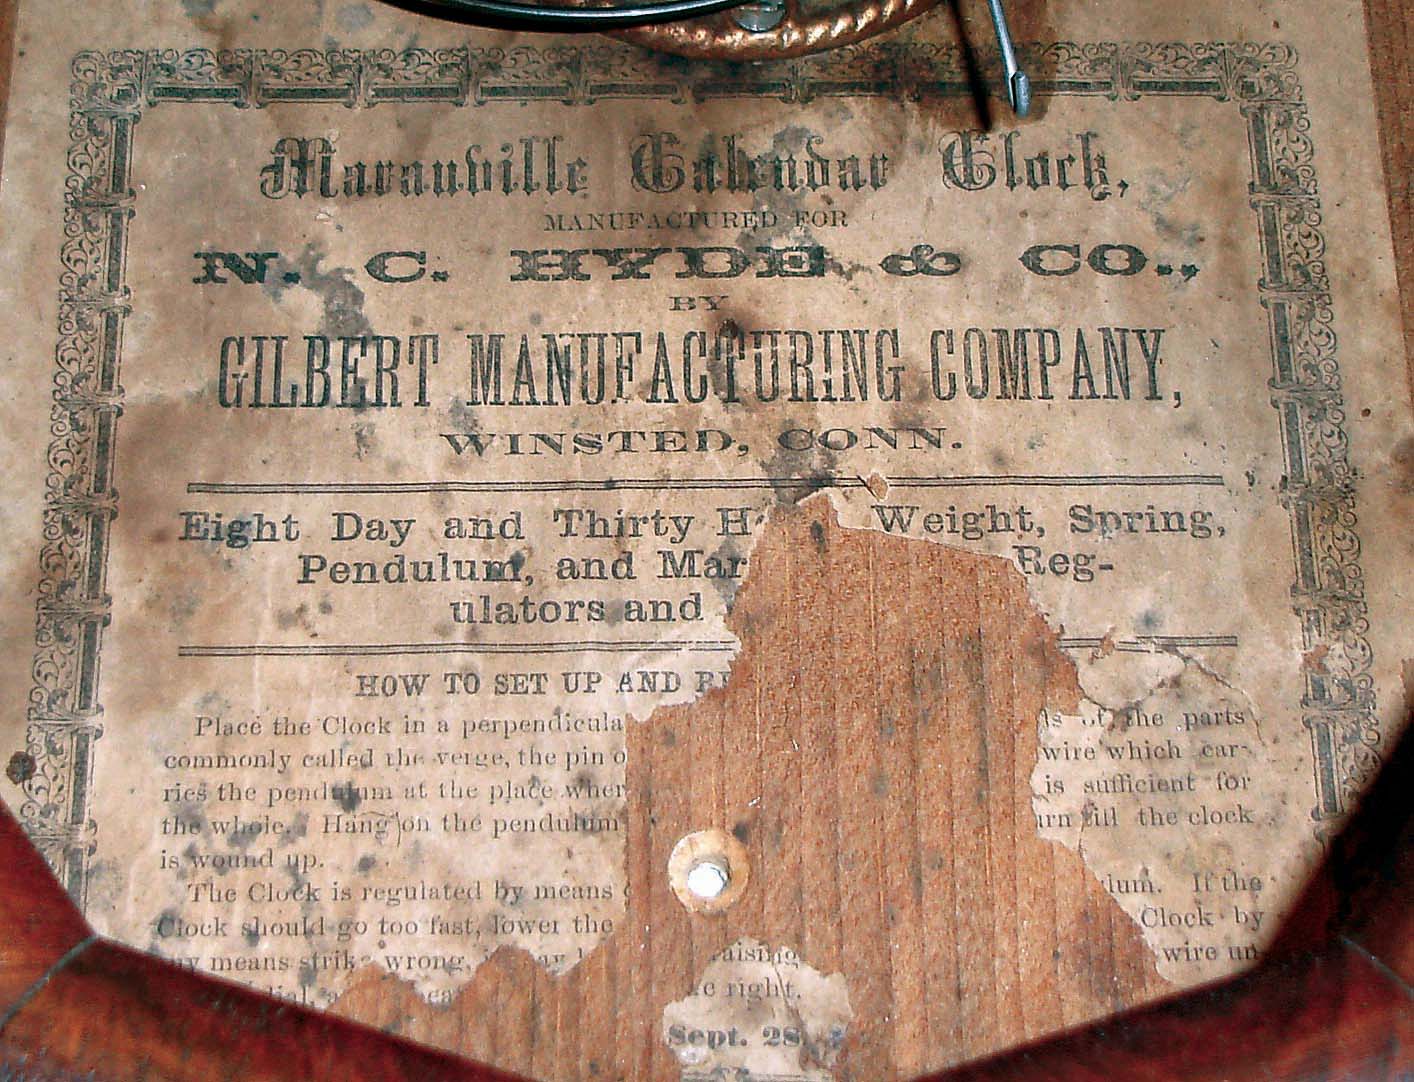 Maranville Calendar Clock,
MANUFACTURED FOR
N. C. HYDE & CO.,
BY
GILBERT MANUFACTURING COMPANY,
WINSTED, CONN.
Eight Day and Thirty H Weight, Spring,
Pendulum, and Mar Reg-
ulators and
HOW TO SET UP AND
Place the Clock in a perpendicula of the parts
commonly called the verge, the pin o wire which car-
ries the pendulum at the place wher is sufficient for
the whole. Hang on the pendulum urn till the clock
is wound up.
The Clock is regulated by means lum. If the
Clock should go too fast, lower the Clock by
means strike wrong, raising wire un
dial, right.
Sept. 28